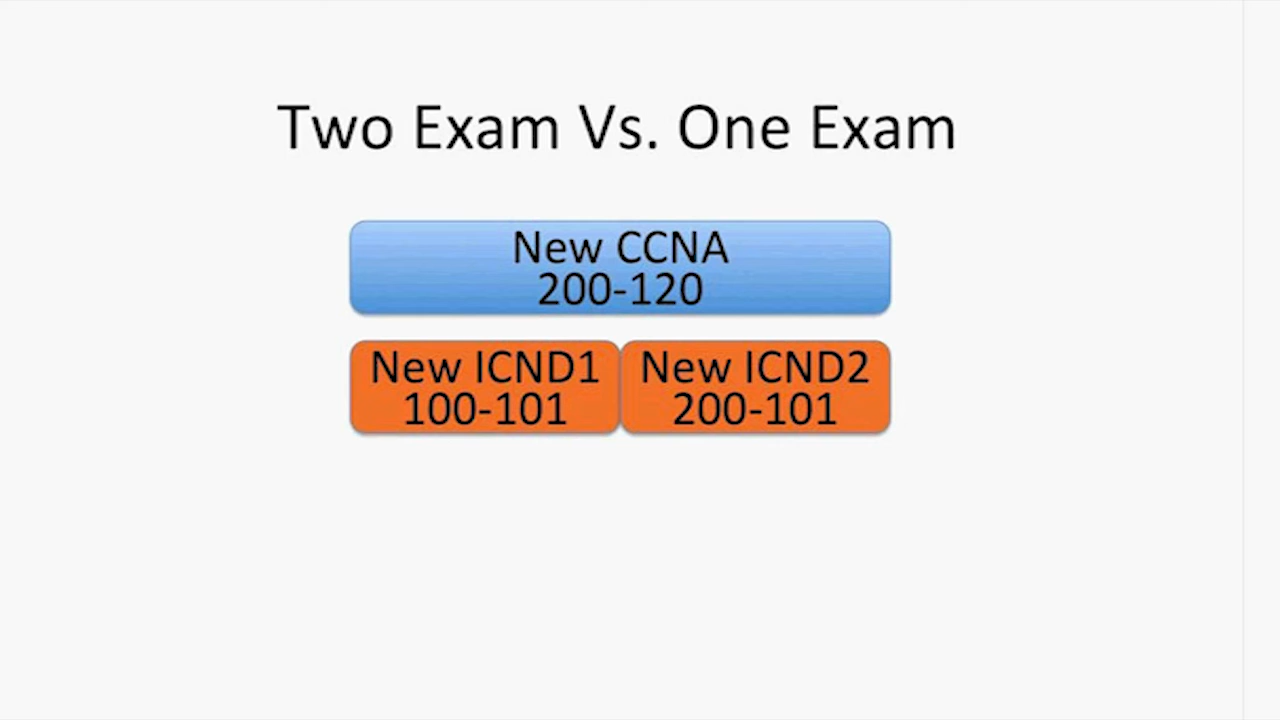 Two Exam Vs. One Exam
New CCNA
200-120
New ICND1
100-101
New ICND2
200-101